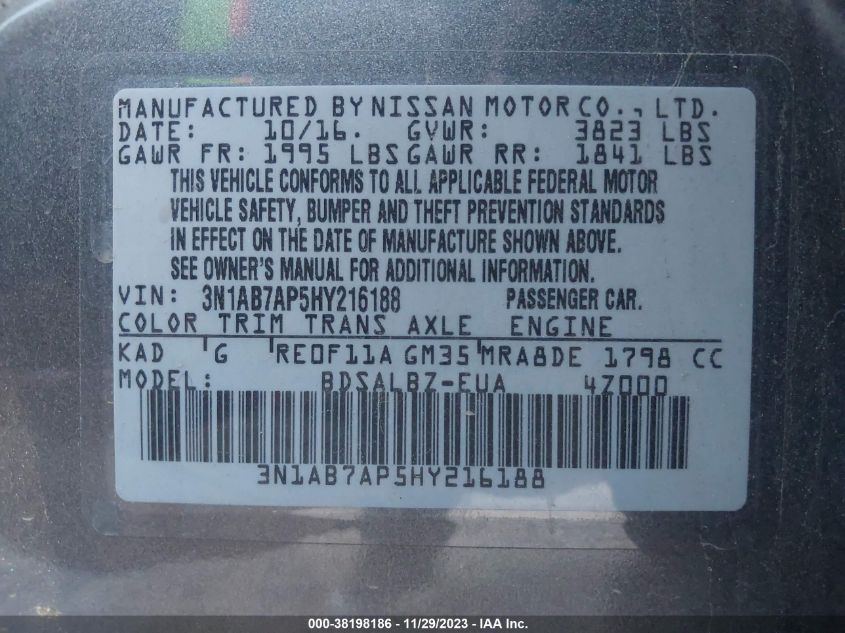 MANUFACTURED BY NISSAN MOTOR CO., LTD.
DATE: 10/16. GVWR: 3823 LBS
GAWR FR: 1995 LBS GAWR RR: 1841 LBS
THIS VEHICLE CONFORMS TO ALL APPLICABLE FEDERAL MOTOR
VEHICLE SAFETY, BUMPER AND THEFT PREVENTION STANDARDS
IN EFFECT ON THE DATE OF MANUFACTURE SHOWN ABOVE.
SEE OWNER'S MANUAL FOR ADDITIONAL INFORMATION.
VIN: 3N1AB7AP5HY216188 PASSENGER CAR.
COLOR TRIM TRANS AXLE ENGINE
KAD G RE0F11A GM35 MRA8DE 1798 CC
MODEL: BDSALBZ-EUA 4Z000
3N1AB7AP5HY216188
000-38198186 - 11/29/2023 - IAA Inc.